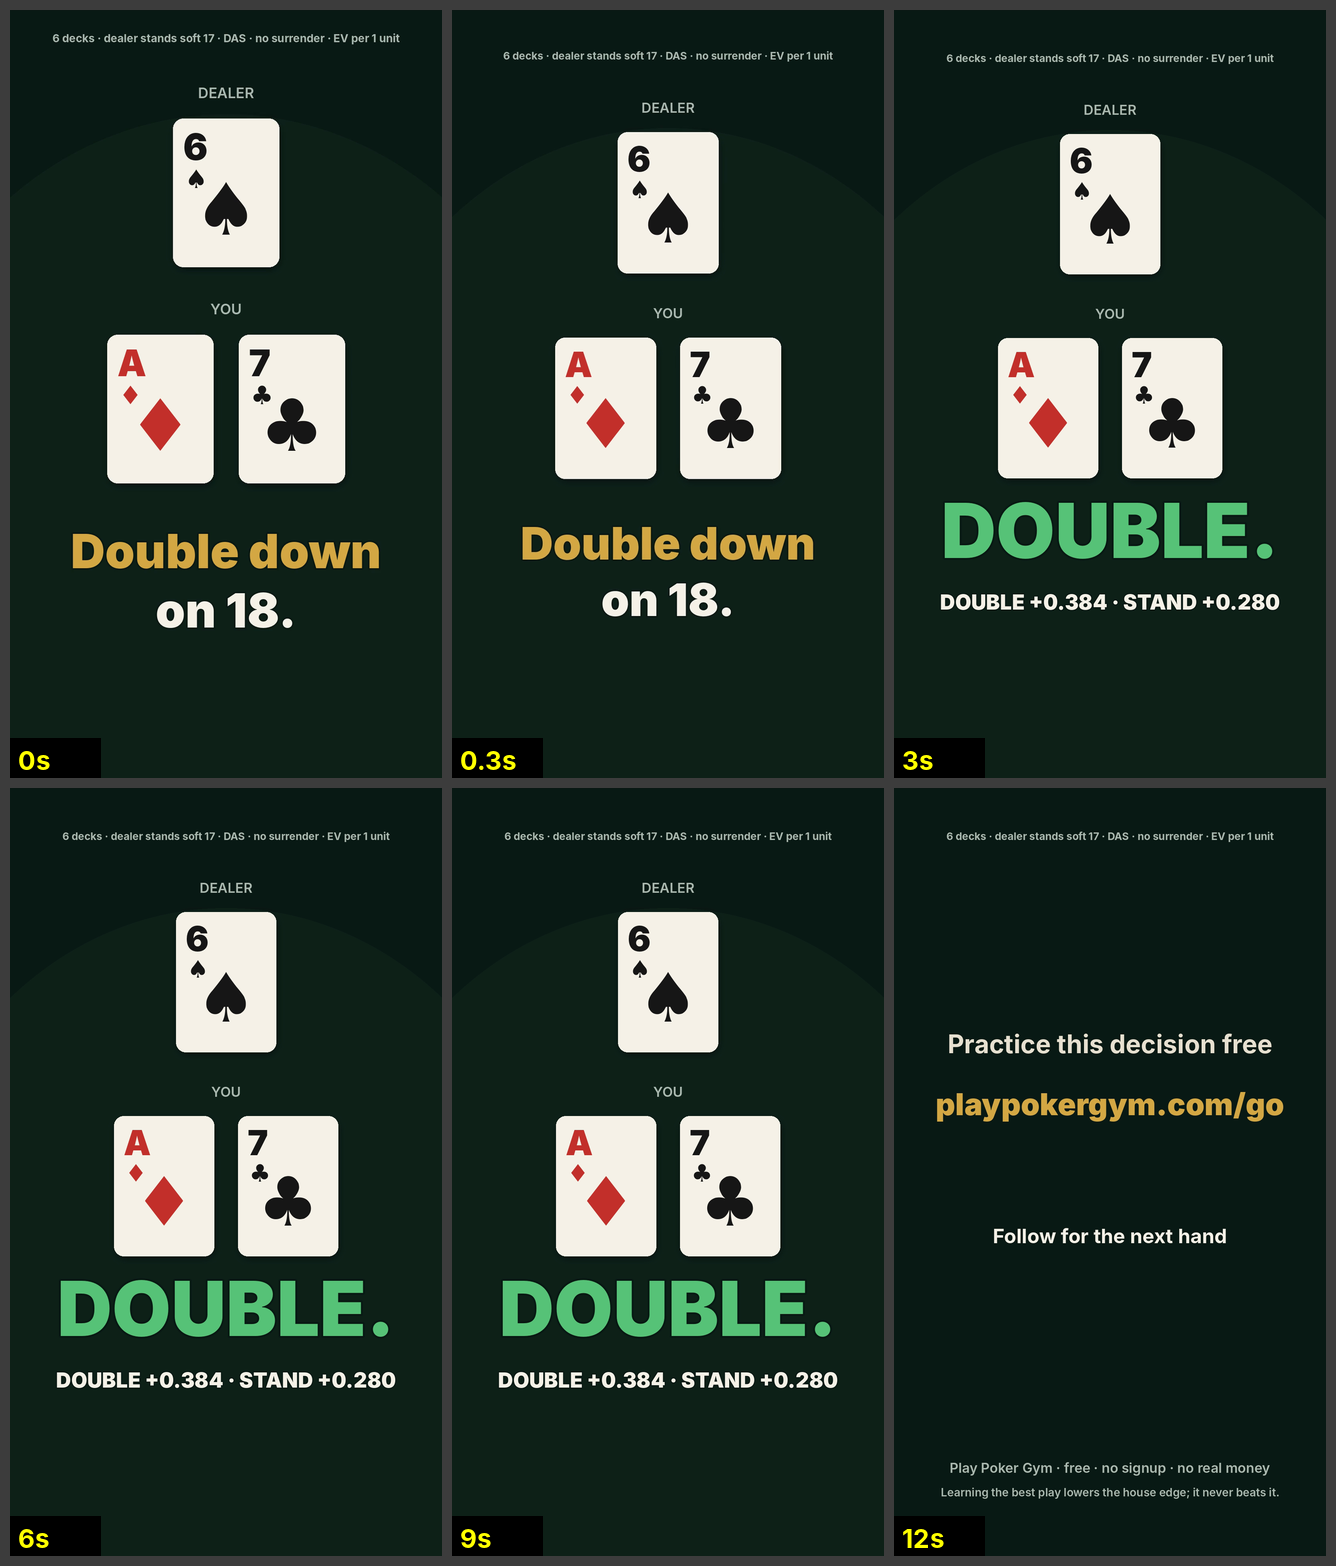 6 decks · dealer stands soft 17 · DAS · no surrender · EV per 1 unit
DEALER
6
YOU
A
7
Double down
on 18.
0s
6 decks · dealer stands soft 17 · DAS · no surrender · EV per 1 unit
DEALER
6
YOU
A
7
Double down
on 18.
0.3s
6 decks · dealer stands soft 17 · DAS · no surrender · EV per 1 unit
DEALER
6
YOU
A
7
DOUBLE.
DOUBLE +0.384 · STAND +0.280
3s
6 decks · dealer stands soft 17 · DAS · no surrender · EV per 1 unit
DEALER
6
YOU
A
7
DOUBLE.
DOUBLE +0.384 · STAND +0.280
6s
6 decks · dealer stands soft 17 · DAS · no surrender · EV per 1 unit
DEALER
6
YOU
A
7
DOUBLE.
DOUBLE +0.384 · STAND +0.280
9s
6 decks · dealer stands soft 17 · DAS · no surrender · EV per 1 unit
Practice this decision free
playpokergym.com/go
Follow for the next hand
Play Poker Gym · free · no signup · no real money
Learning the best play lowers the house edge; it never beats it.
12s